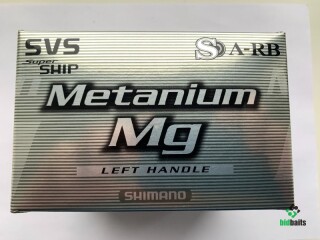 SVS
Super
SHIP
S A-RB
Metanium
Mg
LEFT HANDLE
SHIMANO
bidbaits